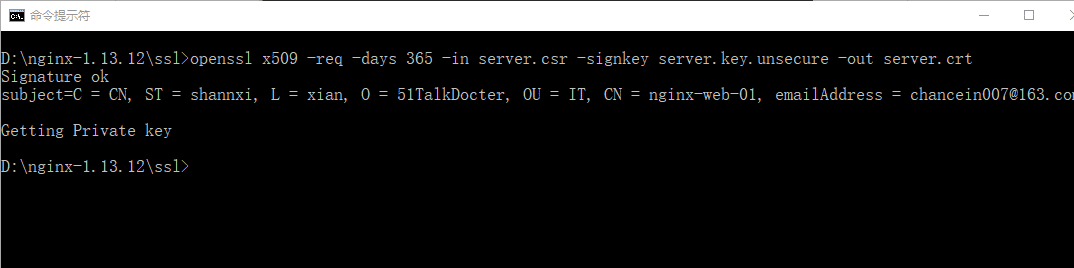 命令提示符
D:\nginx-1.13.12\ssl>openssl x509 -req -days 365 -in server.csr -signkey server.key.unsecure -out server.crt
Signature ok
subject=C = CN, ST = shannxi, L = xian, O = 51TalkDocter, OU = IT, CN = nginx-web-01, emailAddress = chancein007@163.com
Getting Private key
D:\nginx-1.13.12\ssl>